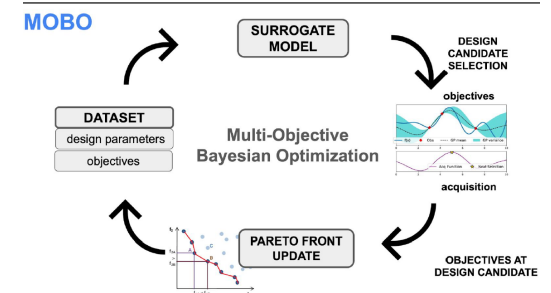 MOBO
SURROGATE
MODEL
DESIGN
CANDIDATE
SELECTION
objectives
DATASET
design parameters
objectives
Multi-Objective
Bayesian Optimization
acquisition
PARETO FRONT
UPDATE
OBJECTIVES AT
DESIGN CANDIDATE